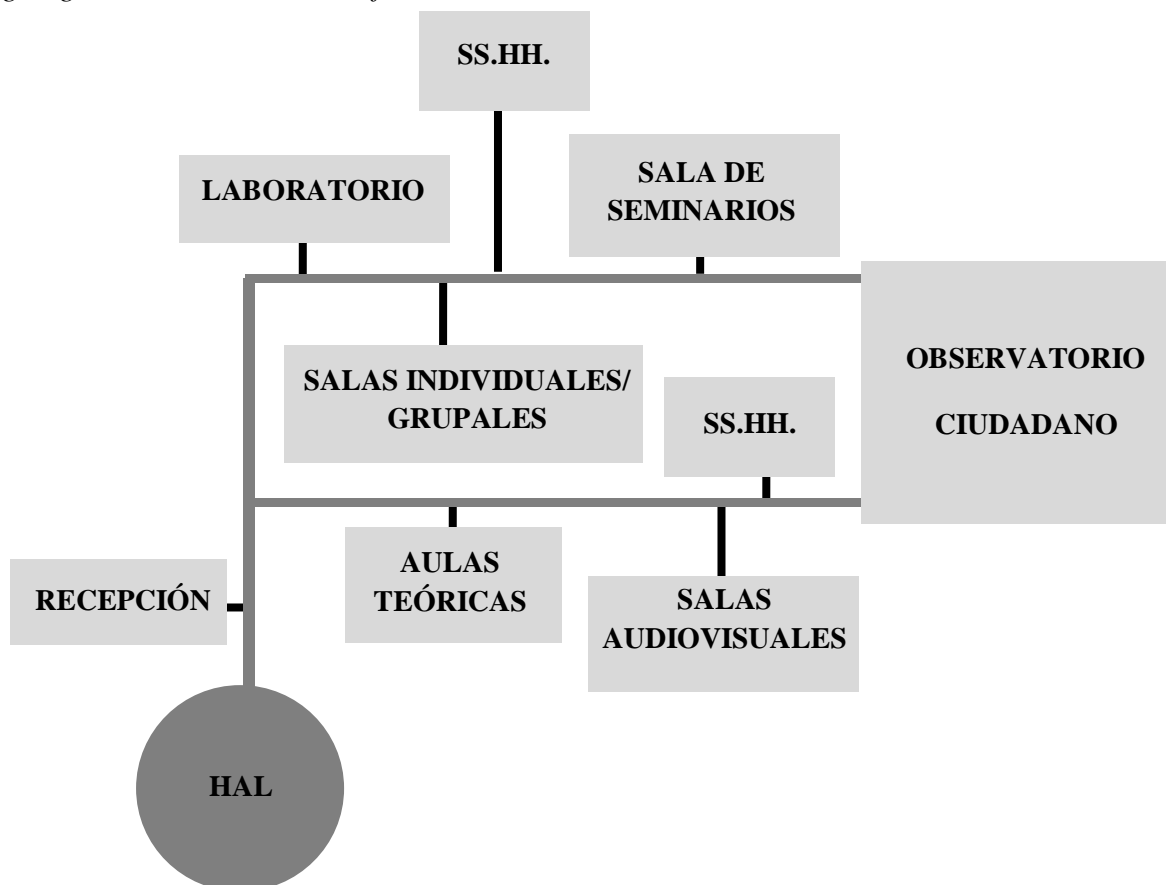 SS.HH.
LABORATORIO
SALA DE
SEMINARIOS
OBSERVATORIO
CIUDADANO
SALAS INDIVIDUALES/
GRUPALES
SS.HH.
AULAS
TEÓRICAS
RECEPCIÓN
SALAS
AUDIOVISUALES
HAL